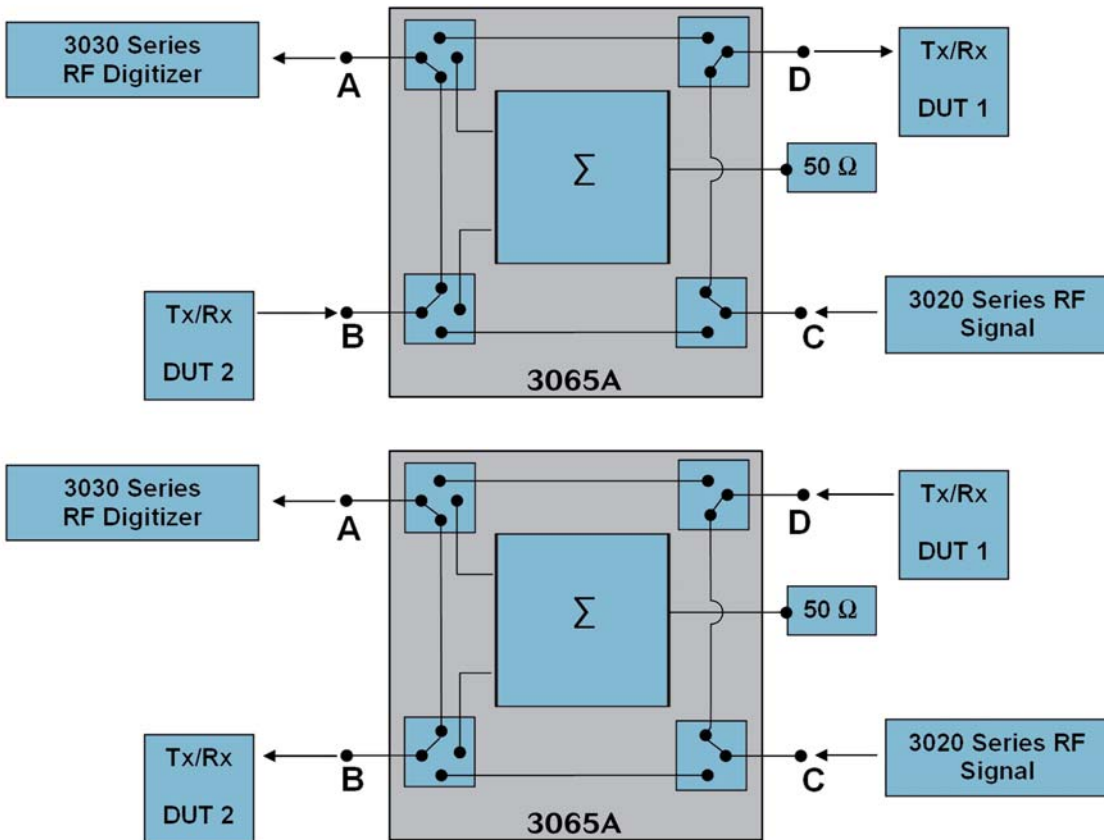 3030 Series
RF Digitizer
A
D
Tx/Rx
DUT 1
Σ
50 Ω
Tx/Rx
DUT 2
B
C
3020 Series RF
Signal
3065A
3030 Series
RF Digitizer
A
D
Tx/Rx
DUT 1
Σ
50 Ω
Tx/Rx
DUT 2
B
C
3020 Series RF
Signal
3065A